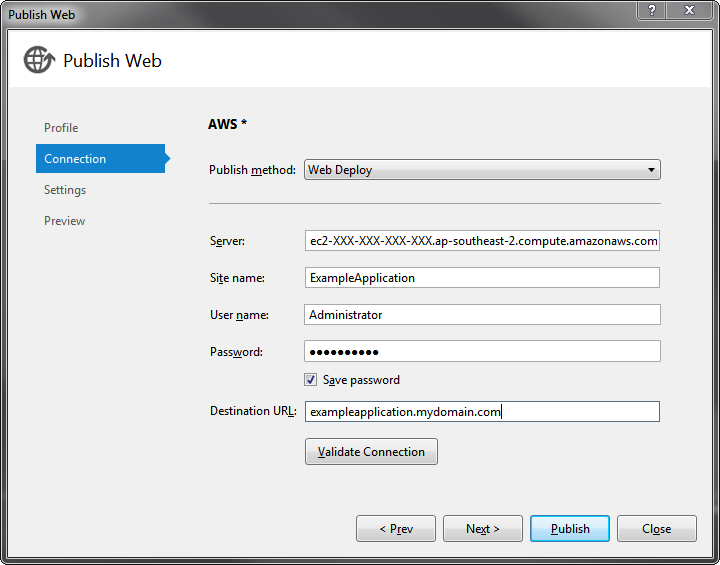 Publish Web
?
Publish Web
Profile
Connection
Settings
Preview
AWS *
Publish method: Web Deploy
Server: ec2-XXX-XXX-XXX-XXX.ap-southeast-2.compute.amazonaws.com
Site name: ExampleApplication
User name: Administrator
Password: ●●●●●●●●●●
Save password
Destination URL: exampleapplication.mydomain.com
Validate Connection
< Prev Next > Publish Close